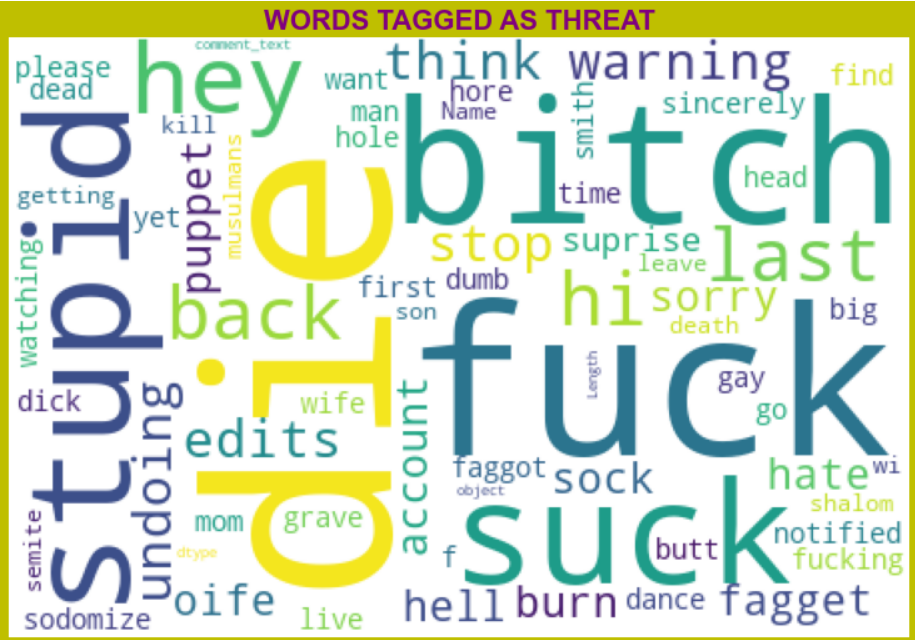 WORDS TAGGED AS THREAT
comment_text
please
hey
want
think
warning
find
dead
man
hore
Name
smith
sincerely
kill
hole
bitch
stupid
puppet
musulmans
die
time
head
getting
yet
stop
suprise
last
watching
leave
first
dumb
hi
sorry
back
son
death
big
fuck
Length
dick
undoing
wife
account
gay
go
edits
faggot
sock
hate
wi
object
semite
mom
grave
suck
shalom
dtype
f
butt
notified
fucking
oife
hell
burn
dance
fagget
sodomize
live